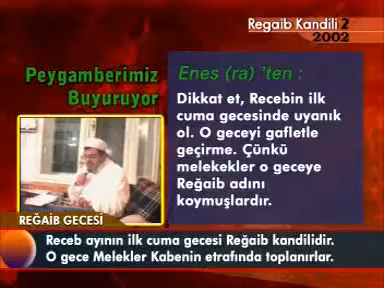 Regaib Kandili 2
2002
Peygamberimiz
Buyuruyor
Enes (ra) 'ten :
Dikkat et, Recebin ilk
cuma gecesinde uyanık
ol. O geceyi gafletle
geçirme. Çünkü
melekekler o geceye
Reğaib adını
koymuşlardır.
REĞAİB GECESİ
Receb ayının ilk cuma gecesi Reğaib kandilidir.
O gece Melekler Kabenin etrafında toplanırlar.